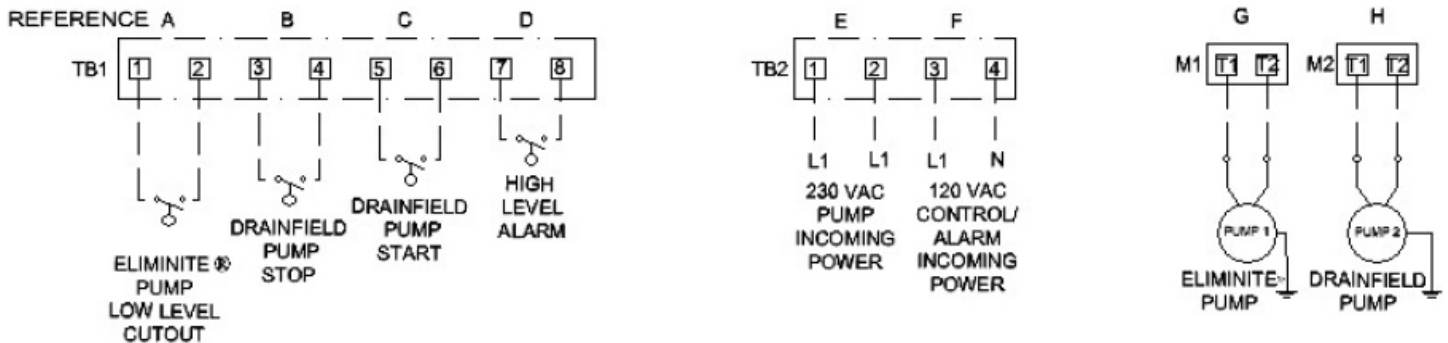 REFERENCE A B C D E F G H
TB1 1 2 3 4 5 6 7 8
TB2 1 2 3 4
M1 T1 T2
M2 T1 T2
ELIMINITE ®
PUMP
LOW LEVEL
CUTOUT
DRAINFIELD
PUMP
STOP
DRAINFIELD
PUMP
START
HIGH
LEVEL
ALARM
L1 L1 L1 N
230 VAC
PUMP
INCOMING
POWER
120 VAC
CONTROL/
ALARM
INCOMING
POWER
PUMP 1
ELIMINITE
PUMP
PUMP 2
DRAINFIELD
PUMP